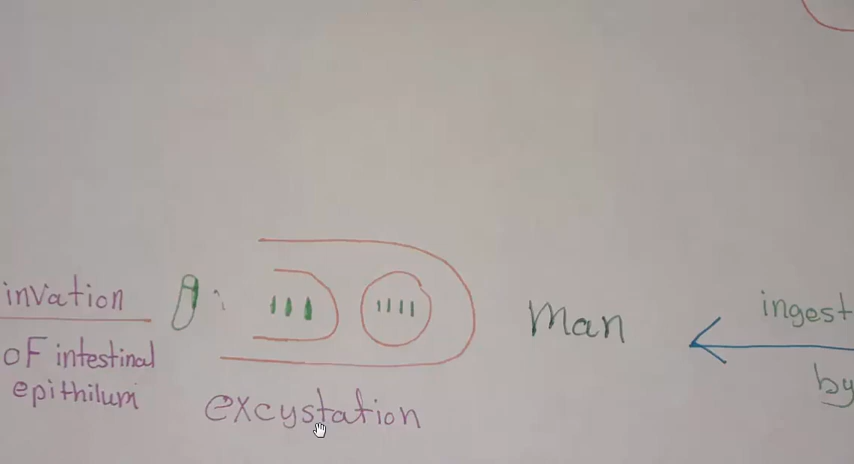 invation
of intestinal
epithilum
excystation
Man
ingest
by